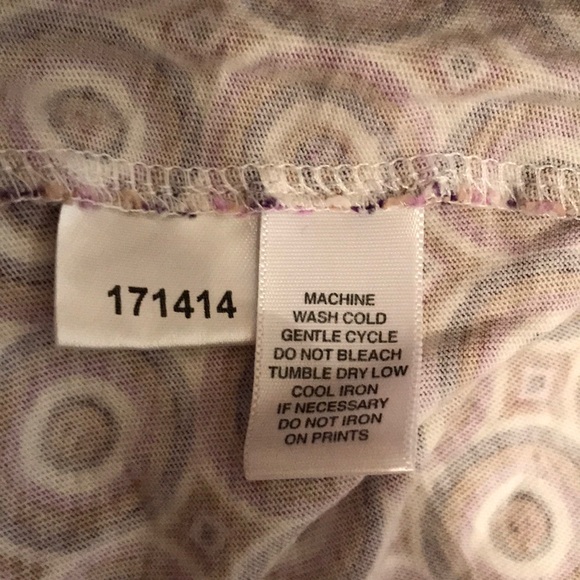 171414
MACHINE
WASH COLD
GENTLE CYCLE
DO NOT BLEACH
TUMBLE DRY LOW
COOL IRON
IF NECESSARY
DO NOT IRON
ON PRINTS